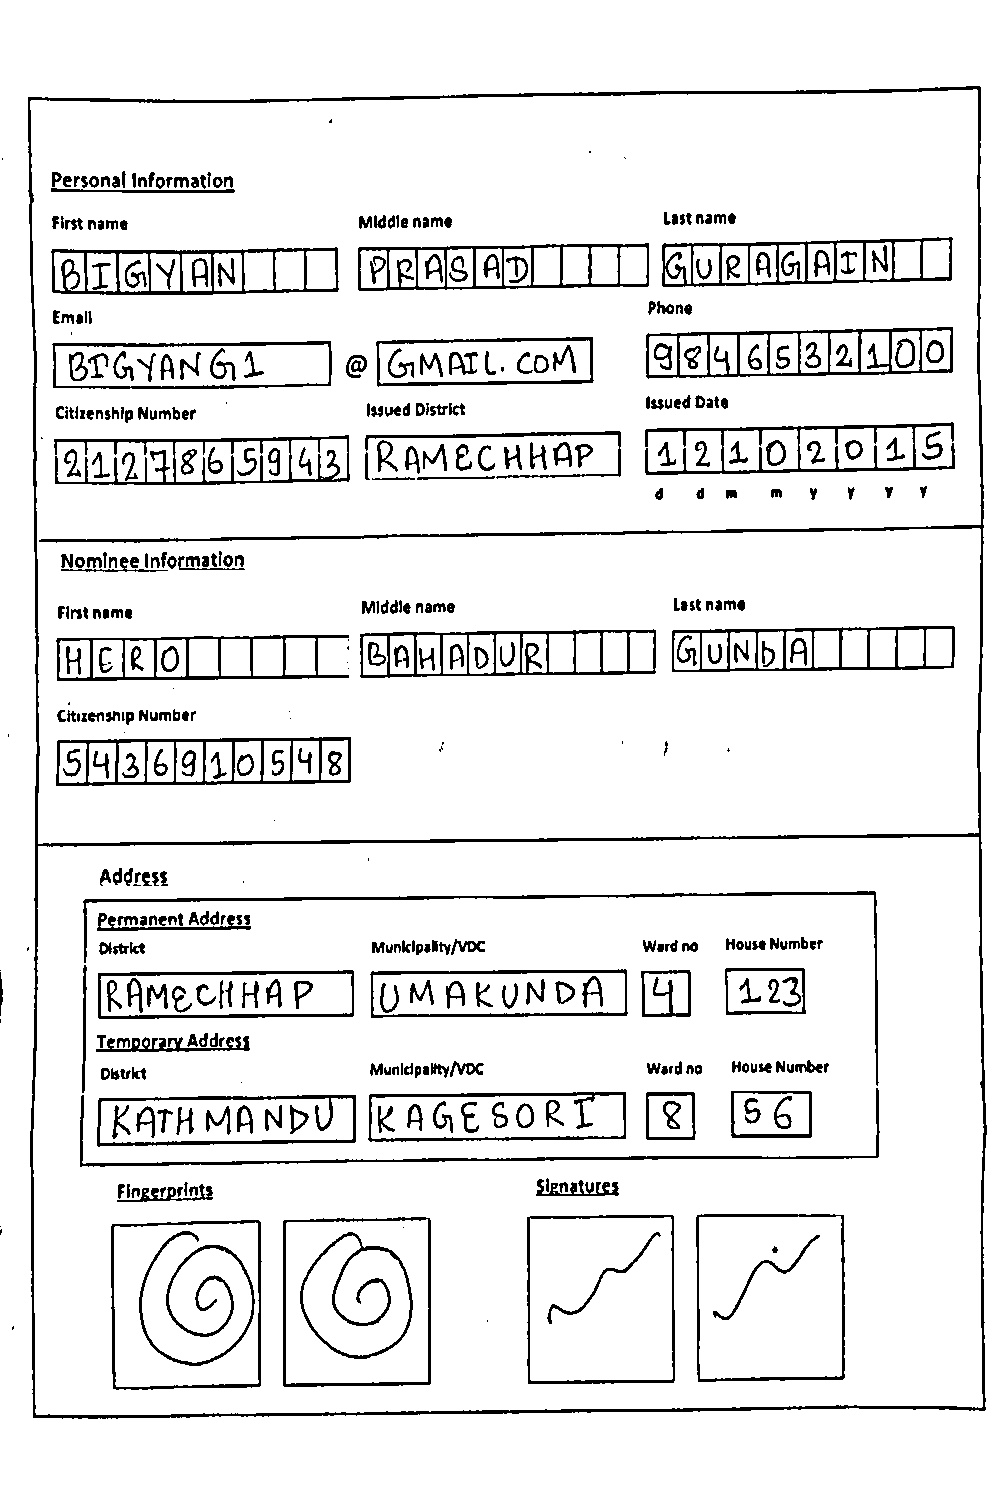 Personal Information
First name Middle name Last name
BIGYAN PRASAD GURAGAIN
Email Phone
BIGYANG1 @ GMAIL.COM 9846532100
Citizenship Number Issued District Issued Date
2127865943 RAMECHHAP 12102015
d d m m y y y y
Nominee Information
First name Middle name Last name
HERO BAHADUR GUNDA
Citizenship Number
5436910548
Address
Permanent Address
District Municipality/VDC Ward no House Number
RAMECHHAP UMAKUNDA 4 123
Temporary Address
District Municipality/VDC Ward no House Number
KATHMANDU KAGESORI 8 56
Fingerprints Signatures